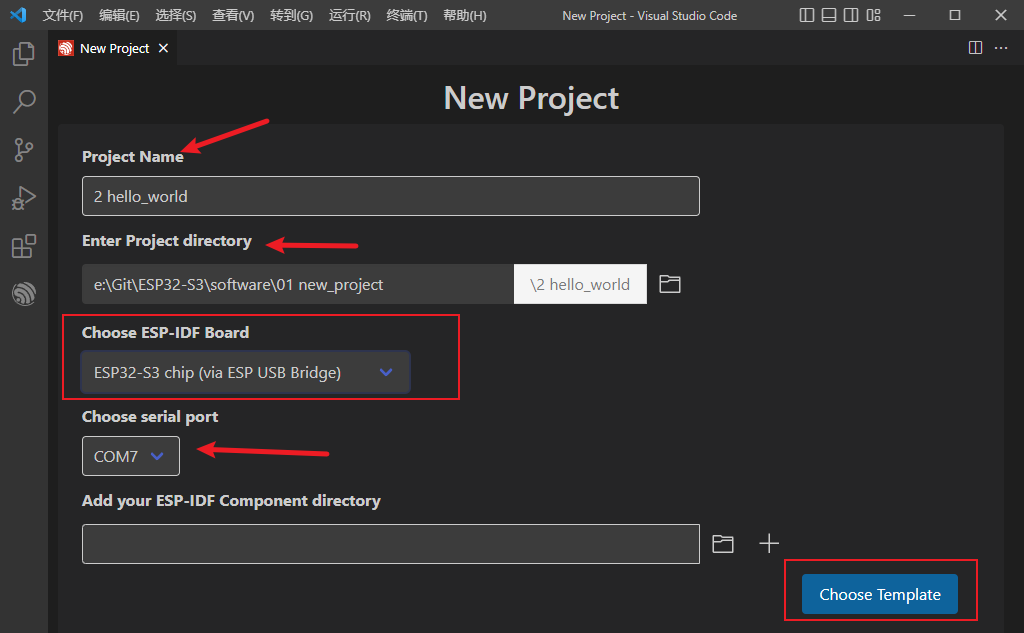 文件(F) 编辑(E) 选择(S) 查看(V) 转到(G) 运行(R) 终端(T) 帮助(H) New Project - Visual Studio Code
New Project
New Project
Project Name
2 hello_world
Enter Project directory
e:\Git\ESP32-S3\software\01 new_project \2 hello_world
Choose ESP-IDF Board
ESP32-S3 chip (via ESP USB Bridge)
Choose serial port
COM7
Add your ESP-IDF Component directory
Choose Template